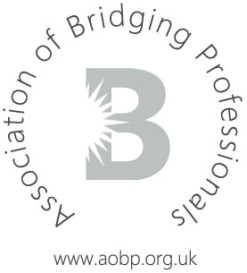 Association of Bridging Professionals
B
www.aobp.org.uk